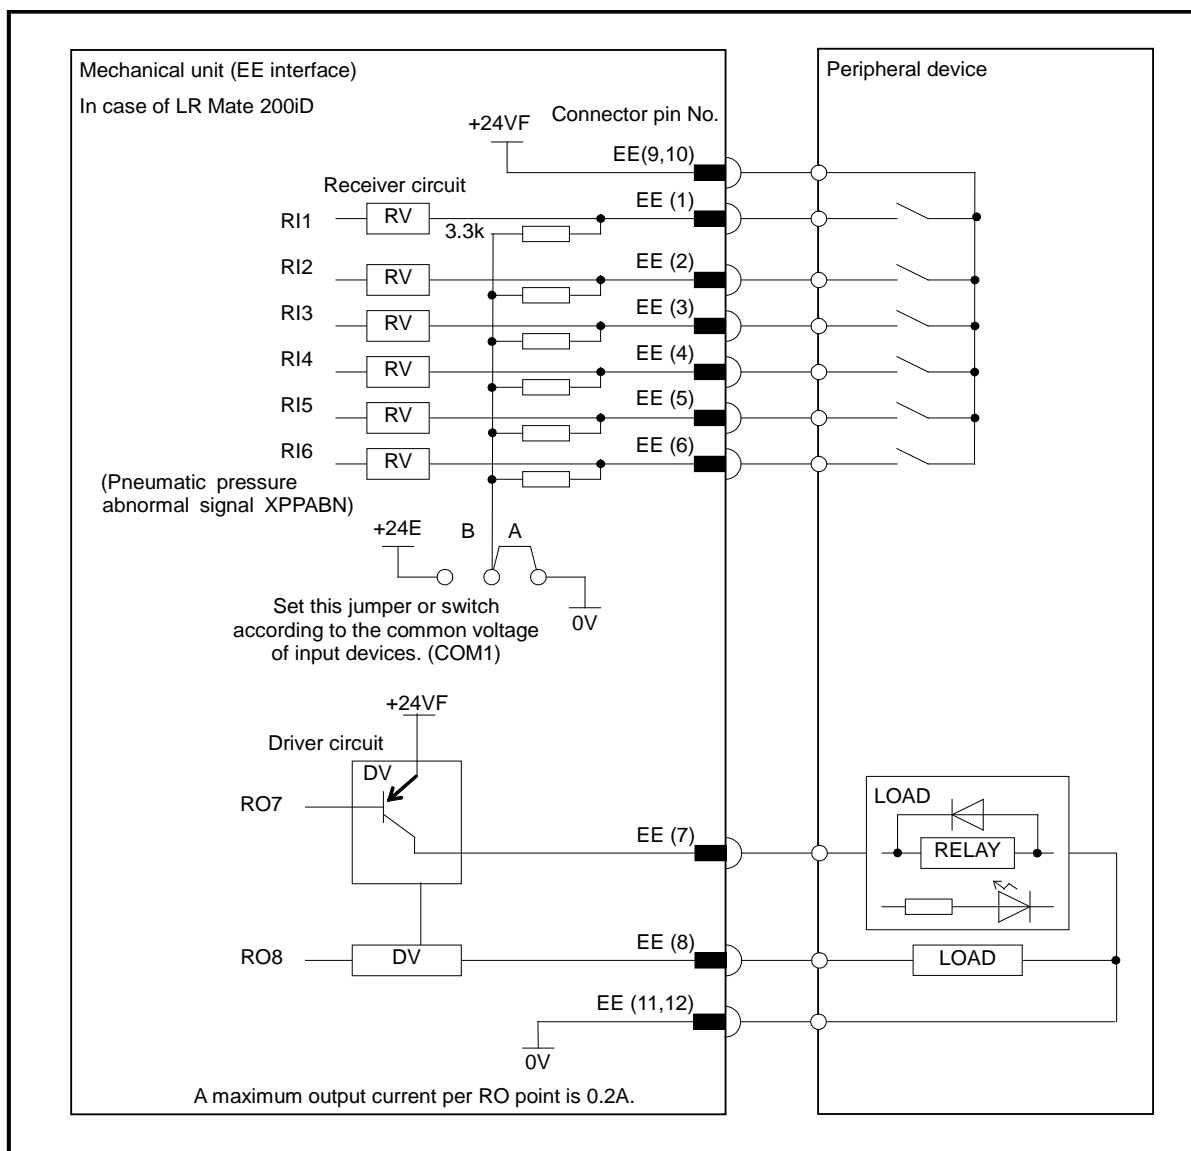 Mechanical unit (EE interface)
Peripheral device
In case of LR Mate 200iD
Connector pin No.
+24VF
EE(9,10)
Receiver circuit
EE (1)
RI1
RV
3.3k
EE (2)
RI2
RV
EE (3)
RI3
RV
EE (4)
RI4
RV
EE (5)
RI5
RV
EE (6)
RI6
RV
(Pneumatic pressure
abnormal signal XPPABN)
+24E
B
A
Set this jumper or switch
according to the common voltage
of input devices. (COM1)
0V
+24VF
Driver circuit
DV
RO7
LOAD
EE (7)
RELAY
EE (8)
RO8
DV
LOAD
EE (11,12)
0V
A maximum output current per RO point is 0.2A.